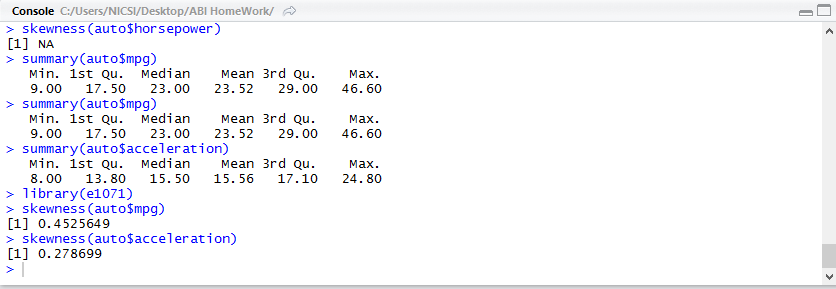 Console C:/Users/NICSI/Desktop/ABI HomeWork/
> skewness(auto$horsepower)
[1] NA
> summary(auto$mpg)
   Min. 1st Qu.  Median    Mean 3rd Qu.    Max.
   9.00   17.50   23.00   23.52   29.00   46.60
> summary(auto$mpg)
   Min. 1st Qu.  Median    Mean 3rd Qu.    Max.
   9.00   17.50   23.00   23.52   29.00   46.60
> summary(auto$acceleration)
   Min. 1st Qu.  Median    Mean 3rd Qu.    Max.
   8.00   13.80   15.50   15.56   17.10   24.80
> library(e1071)
> skewness(auto$mpg)
[1] 0.4525649
> skewness(auto$acceleration)
[1] 0.278699
>